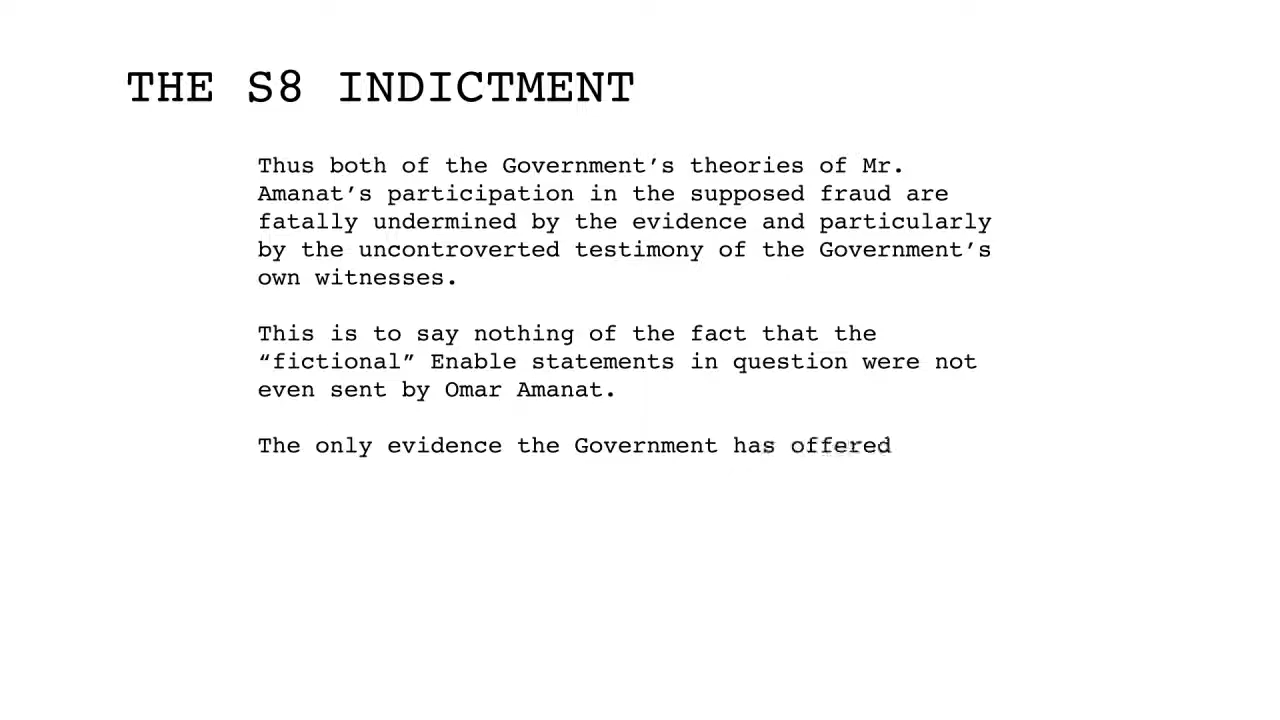 THE S8 INDICTMENT
Thus both of the Government’s theories of Mr.
Amanat’s participation in the supposed fraud are
fatally undermined by the evidence and particularly
by the uncontroverted testimony of the Government’s
own witnesses.
This is to say nothing of the fact that the
“fictional” Enable statements in question were not
even sent by Omar Amanat.
The only evidence the Government has offered